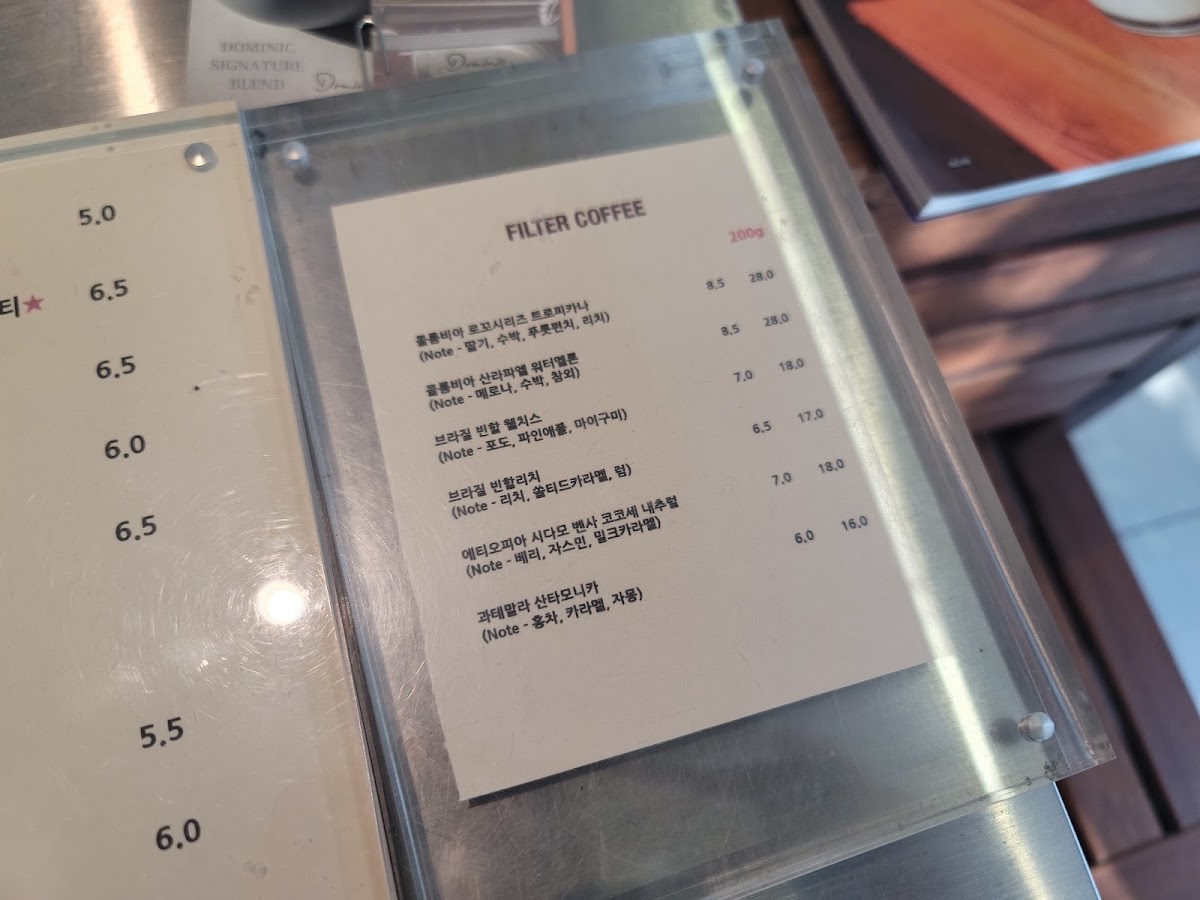 DOMINIC
SIGNATURE
BLEND
Dominic
5.0
티★ 6.5
6.5
6.0
6.5
5.5
6.0
FILTER COFFEE
200g
콜롬비아 로꼬시리즈 트로피카나 8.5 28.0
(Note - 딸기, 수박, 푸룻펀치, 리치)
콜롬비아 산라파엘 워터멜론 8.5 28.0
(Note - 메로나, 수박, 참외)
브라질 빈할 웰치스 7.0 18.0
(Note - 포도, 파인애플, 마이구미)
브라질 빈할리치 6.5 17.0
(Note - 리치, 쏠티드카라멜, 럼)
에티오피아 시다모 벤사 코코세 내추럴 7.0 18.0
(Note - 베리, 자스민, 밀크카라멜)
과테말라 산타모니카 6.0 16.0
(Note - 홍차, 카라멜, 자몽)